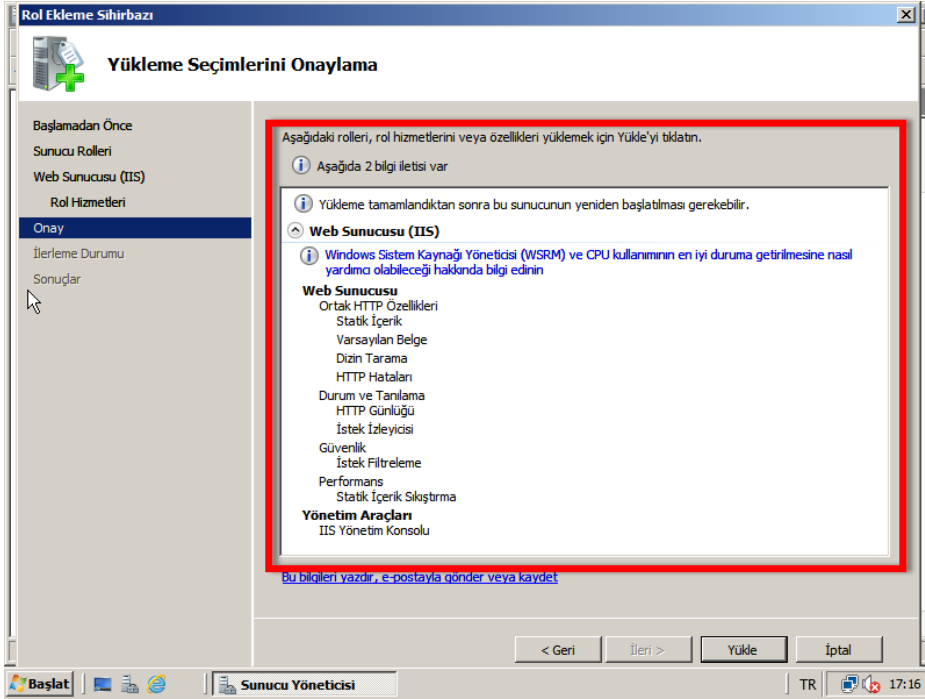 Rol Ekleme Sihirbazı
Yükleme Seçimlerini Onaylama
Başlamadan Önce
Sunucu Rolleri
Web Sunucusu (IIS)
Rol Hizmetleri
Onay
İlerleme Durumu
Sonuçlar
Aşağıdaki rolleri, rol hizmetlerini veya özellikleri yüklemek için Yükle'yi tıklatın.
Aşağıda 2 bilgi iletisi var
Yükleme tamamlandıktan sonra bu sunucunun yeniden başlatılması gerekebilir.
Web Sunucusu (IIS)
Windows Sistem Kaynağı Yöneticisi (WSRM) ve CPU kullanımının en iyi duruma getirilmesine nasıl
yardımcı olabileceği hakkında bilgi edinin
Web Sunucusu
Ortak HTTP Özellikleri
Statik İçerik
Varsayılan Belge
Dizin Tarama
HTTP Hataları
Durum ve Tanılama
HTTP Günlüğü
İstek İzleyicisi
Güvenlik
İstek Filtreleme
Performans
Statik İçerik Sıkıştırma
Yönetim Araçları
IIS Yönetim Konsolu
Bu bilgileri yazdır, e-postayla gönder veya kaydet
< Geri
İleri >
Yükle
İptal
Başlat
Sunucu Yöneticisi
TR
17:16